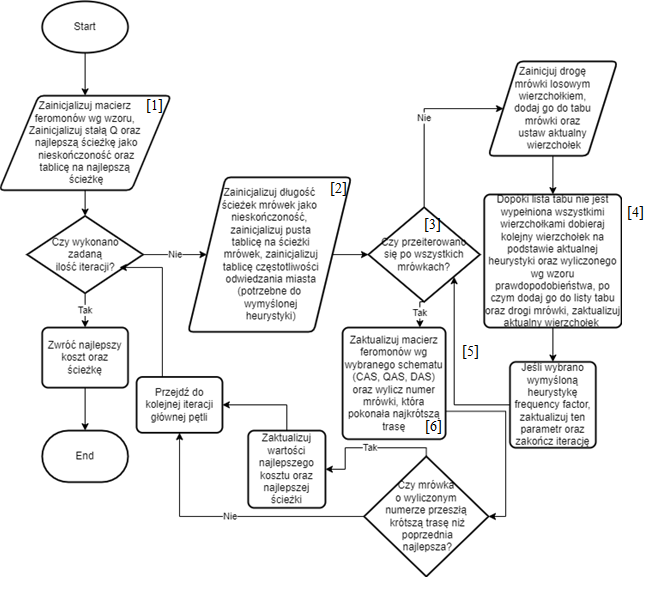 Start
[1]
Zainicjalizuj macierz
feromonów wg wzoru,
Zainicjalizuj stałą Q oraz
najlepszą ścieżkę jako
nieskończoność oraz
tablicę na najlepszą
ścieżkę
Czy wykonano
zadaną
ilość iteracji?
Nie
Tak
Zwróć najlepszy
koszt oraz
ścieżkę
End
[2]
Zainicjalizuj długość
ścieżek mrówek jako
nieskończoność,
zainicjalizuj pusta
tablicę na ścieżki
mrówek, zainicjalizuj
tablicę częstotliwości
odwiedzania miasta
(potrzebne do
wymyślonej
heurystyki)
[3]
Czy przeiterowano
się po wszystkich
mrówkach?
Nie
Tak
Zainicjuj drogę
mrówki losowym
wierzchołkiem,
dodaj go do tabu
mrówki oraz
ustaw aktualny
wierzchołek
[4]
Dopóki lista tabu nie jest
wypełniona wszystkimi
wierzchołkami dobieraj
kolejny wierzchołek na
podstawie aktualnej
heurystyki oraz wyliczonego
wg wzoru
prawdopodobieństwa, po
czym dodaj go do listy tabu
oraz drogi mrówki, zaktualizuj
aktualny wierzchołek
[5]
Jeśli wybrano
wymyśloną
heurystykę
frequency factor,
zaktualizuj ten
parametr oraz
zakończ iterację
Zaktualizuj macierz
feromonów wg
wybranego schematu
(CAS, QAS, DAS)
oraz wylicz numer
mrówki, która
pokonała najkrótszą
trasę
[6]
Czy mrówka
o wyliczonym
numerze przeszłą
krótszą trasę niż
poprzednia
najlepsza?
Tak
Nie
Zaktualizuj
wartości
najlepszego
kosztu oraz
najlepszej
ścieżki
Przejdź do
kolejnej iteracji
głównej pętli